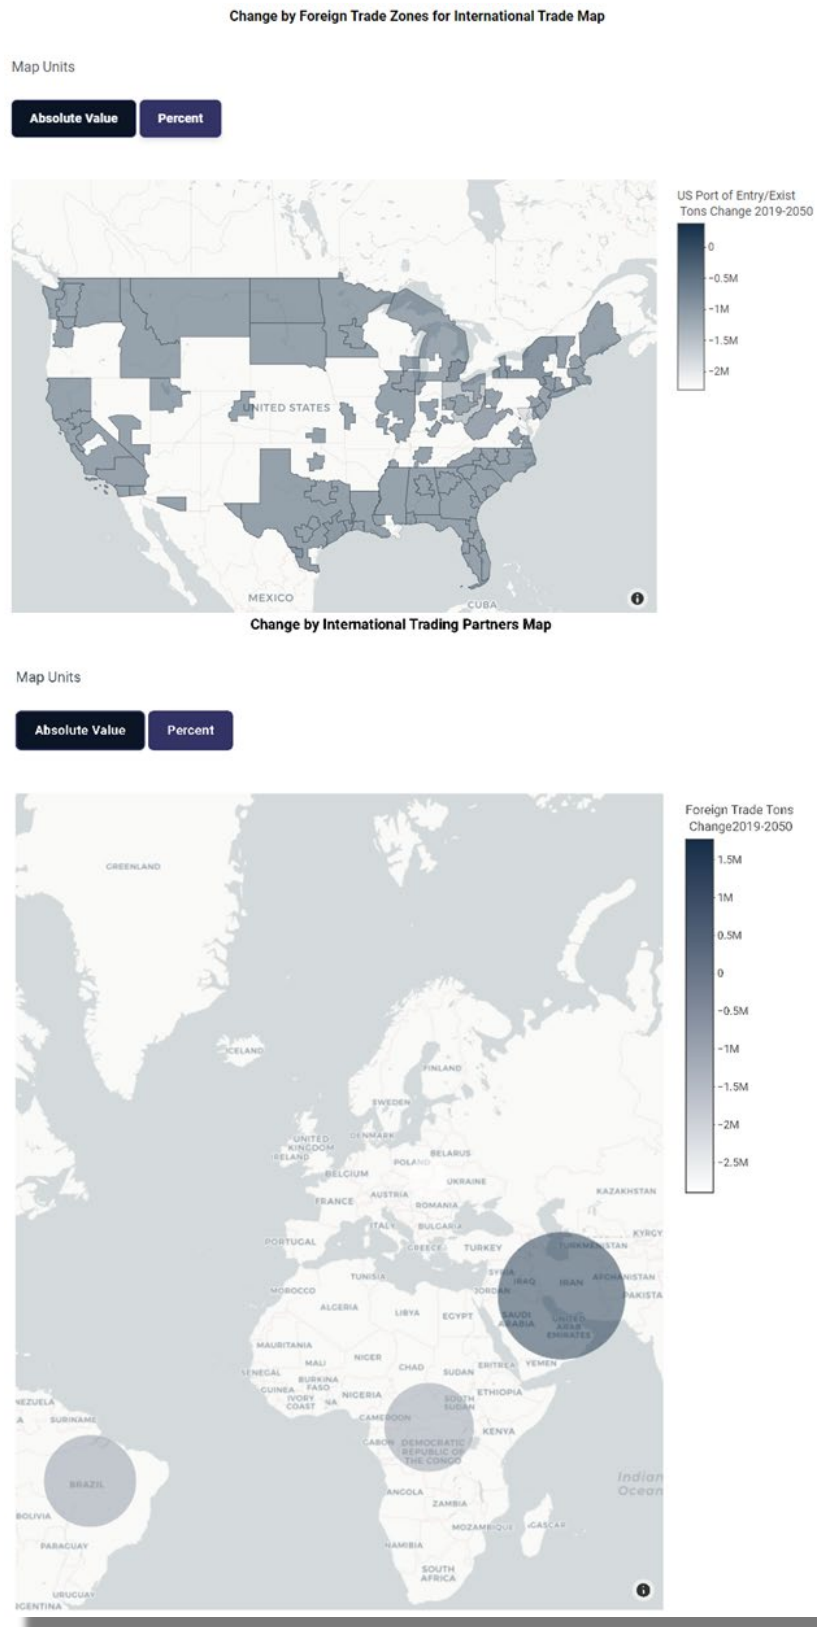 Change by Foreign Trade Zones for International Trade Map
Map Units
Absolute Value Percent
US Port of Entry/Exist
Tons Change 2019-2050
0
−0.5M
−1M
−1.5M
−2M
UNITED STATES
MEXICO
CUBA
Change by International Trading Partners Map
Map Units
Absolute Value Percent
Foreign Trade Tons
Change2019-2050
1.5M
1M
0.5M
0
−0.5M
−1M
−1.5M
−2M
−2.5M
GREENLAND
ICELAND
FINLAND
SWEDEN
UNITED
KINGDOM
DENMARK
IRELAND
POLAND
BELARUS
BELGIUM
UKRAINE
FRANCE
AUSTRIA
ROMANIA
KAZAKHSTAN
ITALY
BULGARIA
PORTUGAL
GREECE
TURKEY
TURKMENISTAN
KYRGY
TUNISIA
SYRIA
IRAQ
IRAN
AFGHANISTAN
MOROCCO
JORDAN
PAKISTA
ALGERIA
LIBYA
EGYPT
SAUDI
ARABIA
UNITED
ARAB
EMIRATES
MAURITANIA
MALI
NIGER
CHAD
SUDAN
ERITREA
YEMEN
SENEGAL
BURKINA
FASO
GUINEA
IVORY
COAST
NA
NIGERIA
SOUTH
SUDAN
ETHIOPIA
NEZUELA
A
SURINAME
CAMEROON
KENYA
GABON
DEMOCRATIC
REPUBLIC OF
THE CONGO
BRAZIL
ANGOLA
ZAMBIA
Indian
Ocean
BOLIVIA
MOZAMBIQUE
GASCAR
PARAGUAY
NAMIBIA
SOUTH
AFRICA
URUGUAY
IGENTINA